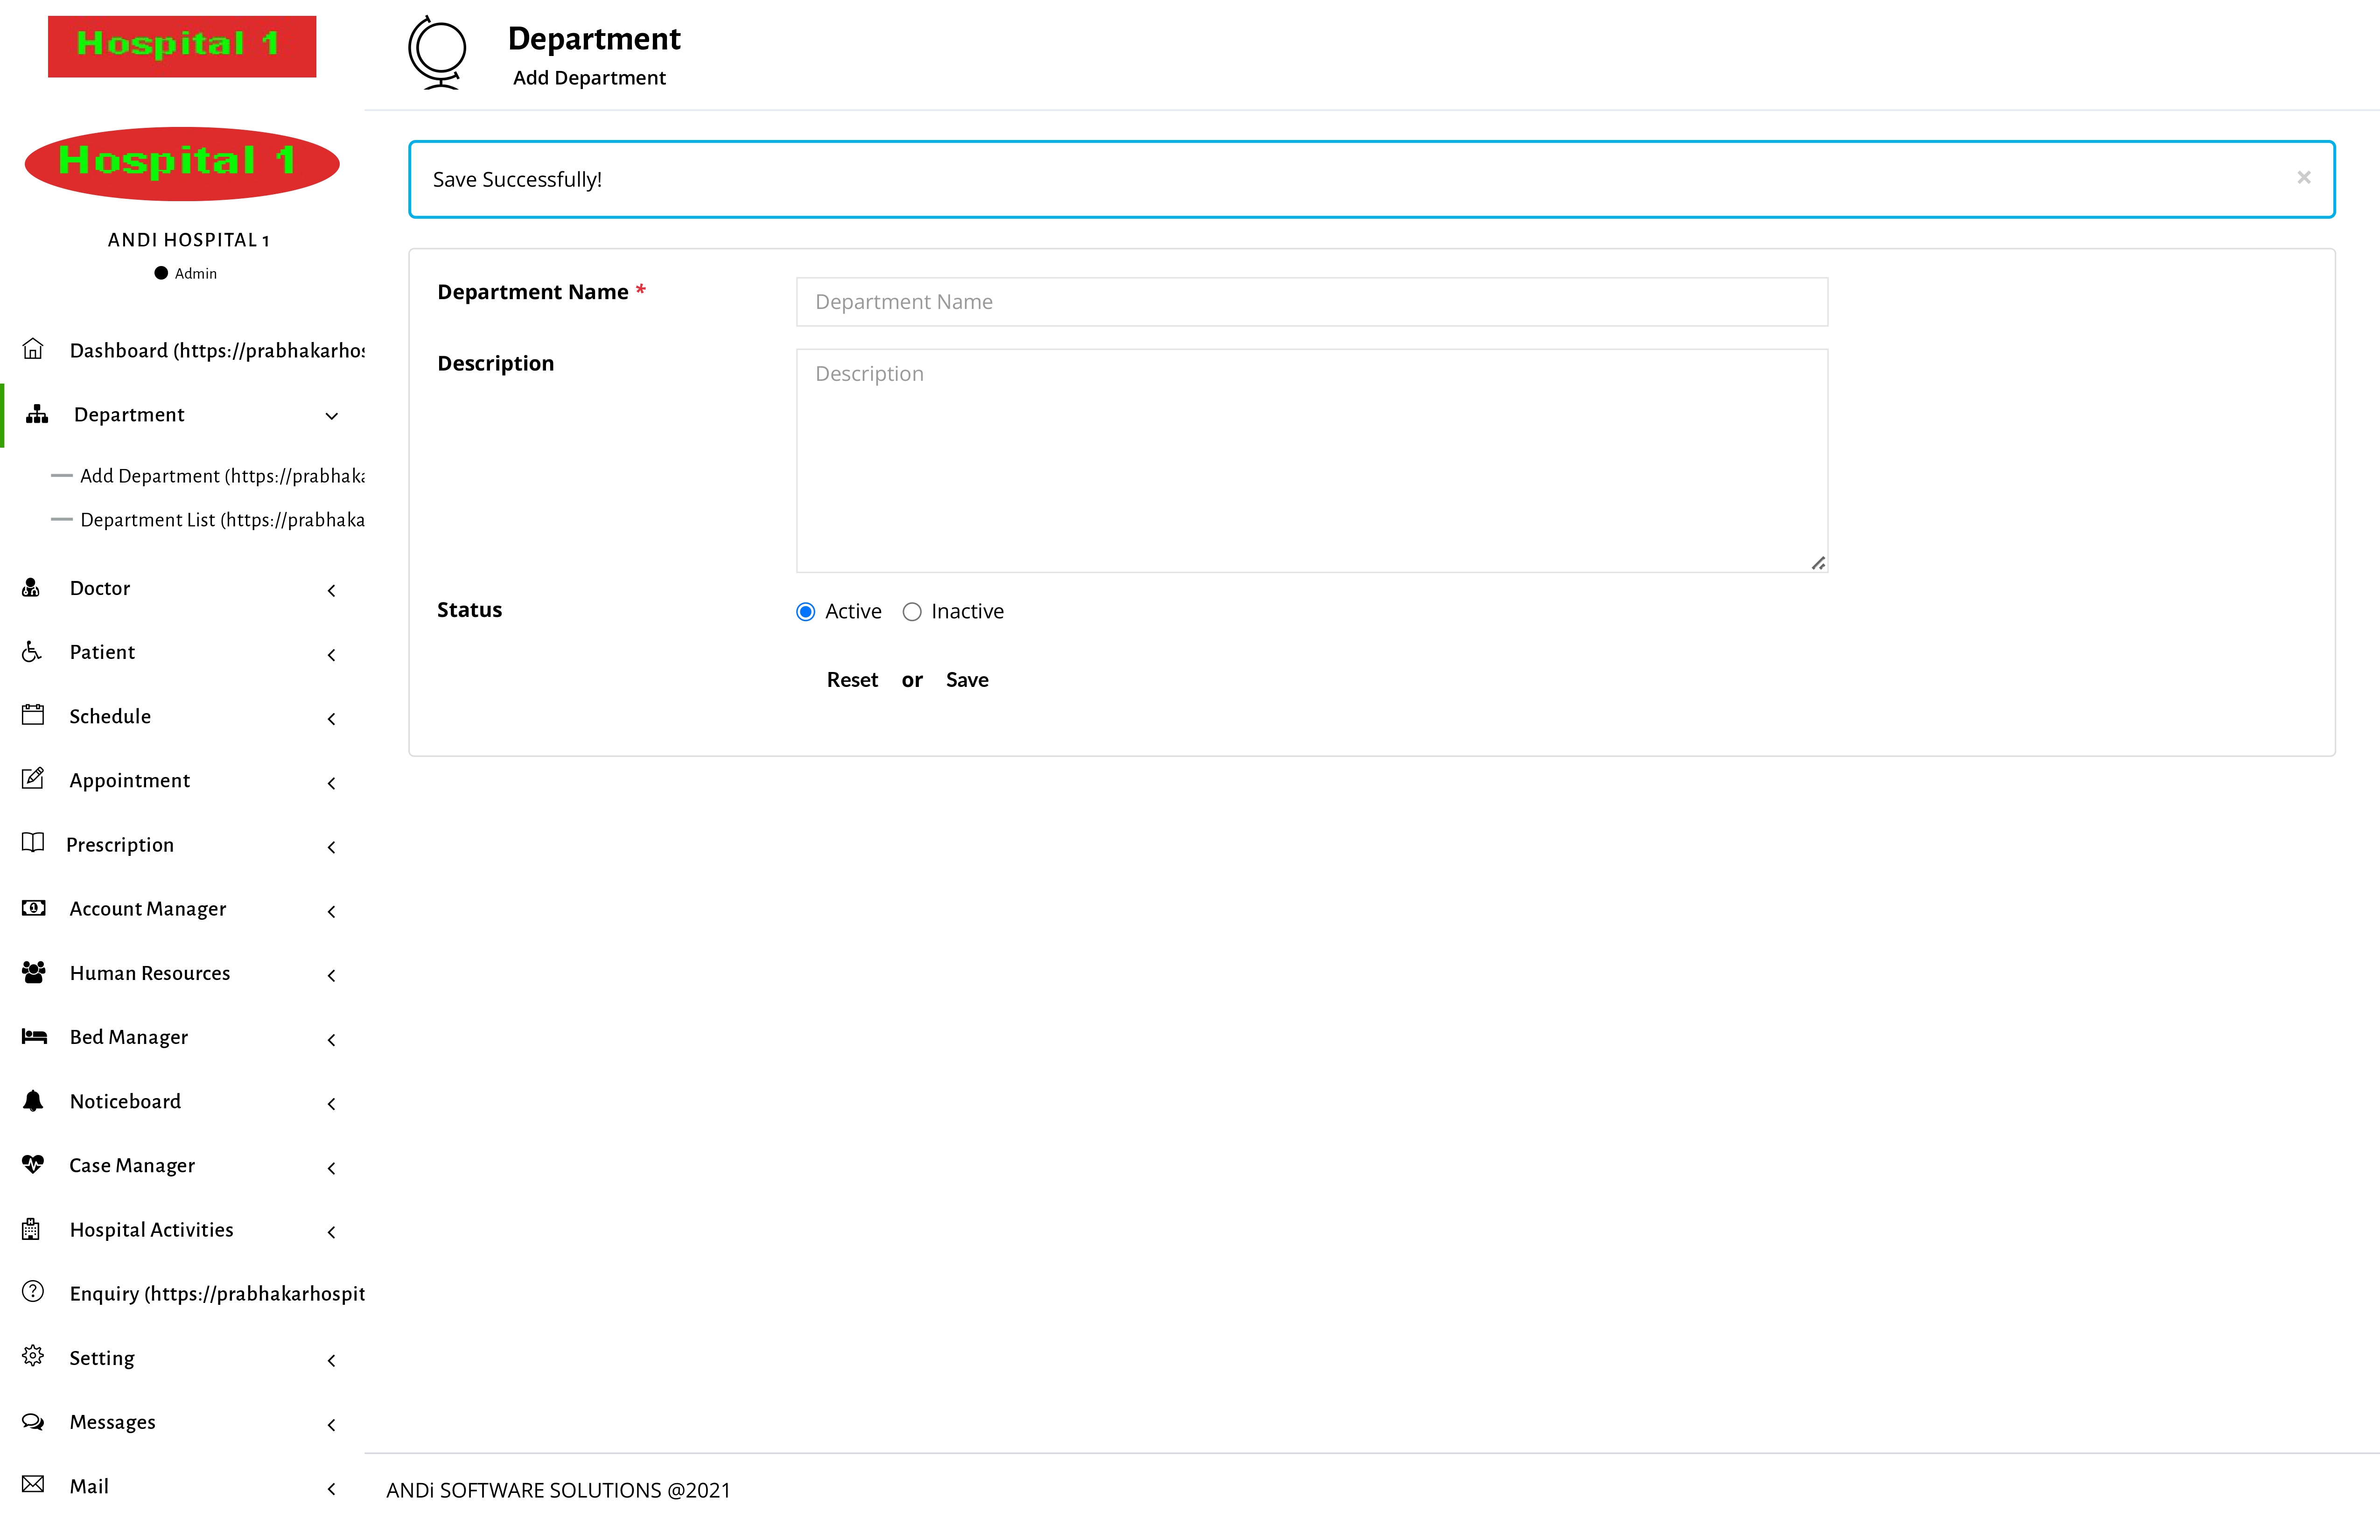 Hospital 1
Hospital 1
ANDI HOSPITAL 1
Admin
Dashboard (https://prabhakarhos
Department
Add Department (https://prabhaka
Department List (https://prabhaka
Doctor
Patient
Schedule
Appointment
Prescription
Account Manager
Human Resources
Bed Manager
Noticeboard
Case Manager
Hospital Activities
Enquiry (https://prabhakarhospit
Setting
Messages
Mail
Department
Add Department
Save Successfully!
×
Department Name *
Department Name
Description
Description
Status
Active Inactive
Reset or Save
ANDi SOFTWARE SOLUTIONS @2021